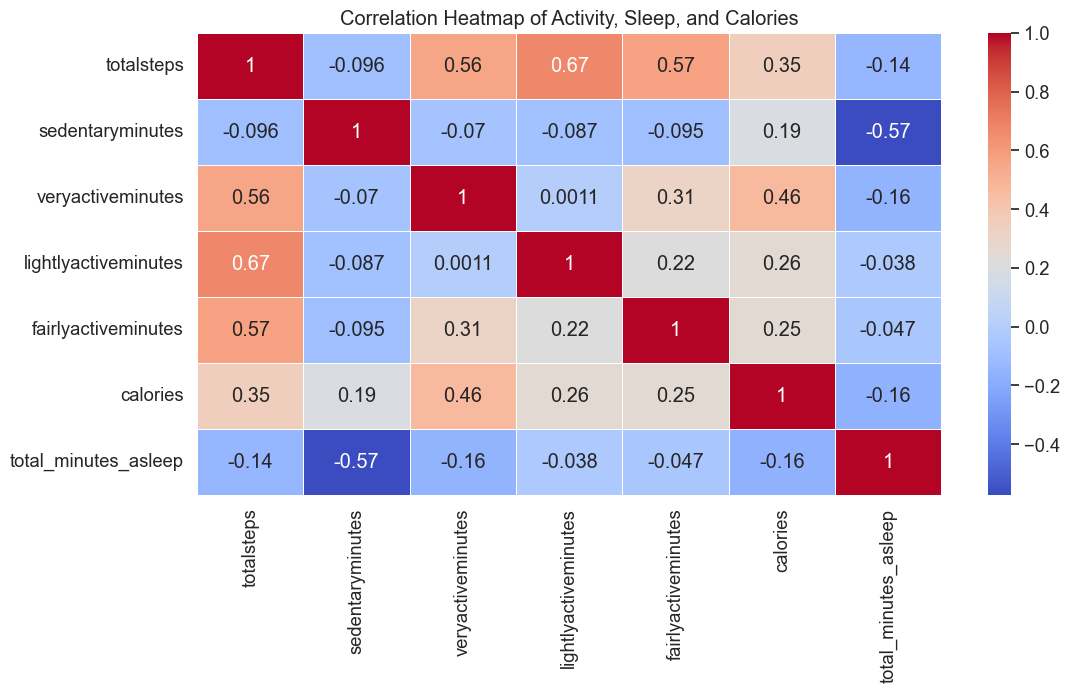 Correlation Heatmap of Activity, Sleep, and Calories
totalsteps 1 -0.096 0.56 0.67 0.57 0.35 -0.14
sedentaryminutes -0.096 1 -0.07 -0.087 -0.095 0.19 -0.57
veryactiveminutes 0.56 -0.07 1 0.0011 0.31 0.46 -0.16
lightlyactiveminutes 0.67 -0.087 0.0011 1 0.22 0.26 -0.038
fairlyactiveminutes 0.57 -0.095 0.31 0.22 1 0.25 -0.047
calories 0.35 0.19 0.46 0.26 0.25 1 -0.16
total_minutes_asleep -0.14 -0.57 -0.16 -0.038 -0.047 -0.16 1
totalsteps
sedentaryminutes
veryactiveminutes
lightlyactiveminutes
fairlyactiveminutes
calories
total_minutes_asleep
1.0
0.8
0.6
0.4
0.2
0.0
−0.2
−0.4